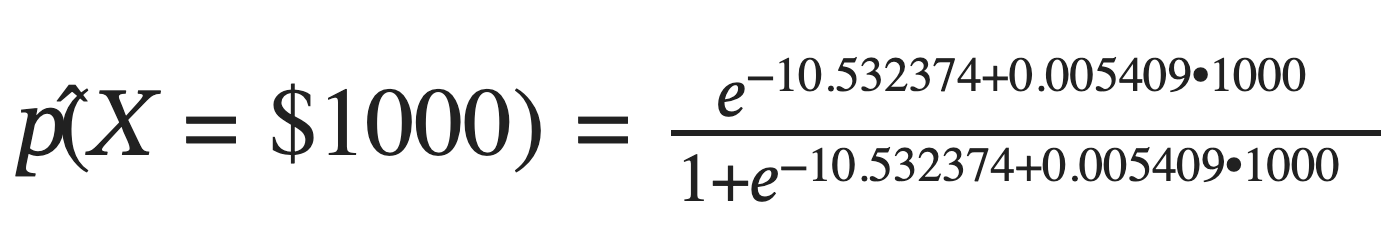 p̂(X = $1000) = e^−10.532374+0.005409•1000 / 1+e^−10.532374+0.005409•1000